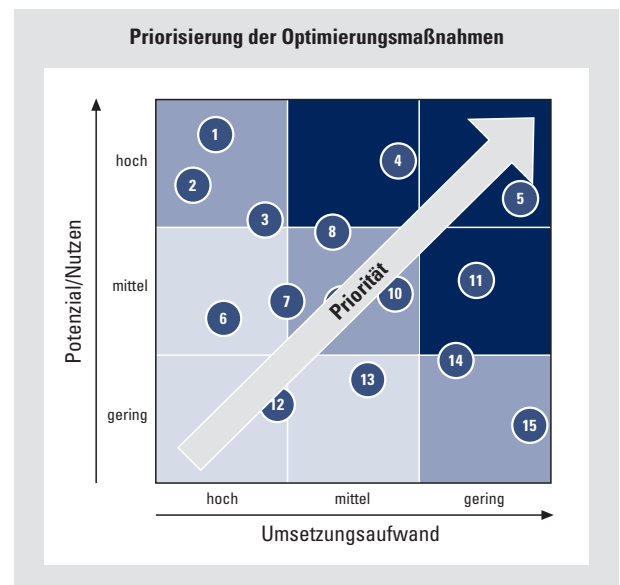 Priorisierung der Optimierungsmaßnahmen
Potenzial/Nutzen
hoch
mittel
gering
1
2
3
4
5
8
6
7
10
11
12
13
14
15
Priorität
hoch mittel gering
Umsetzungsaufwand